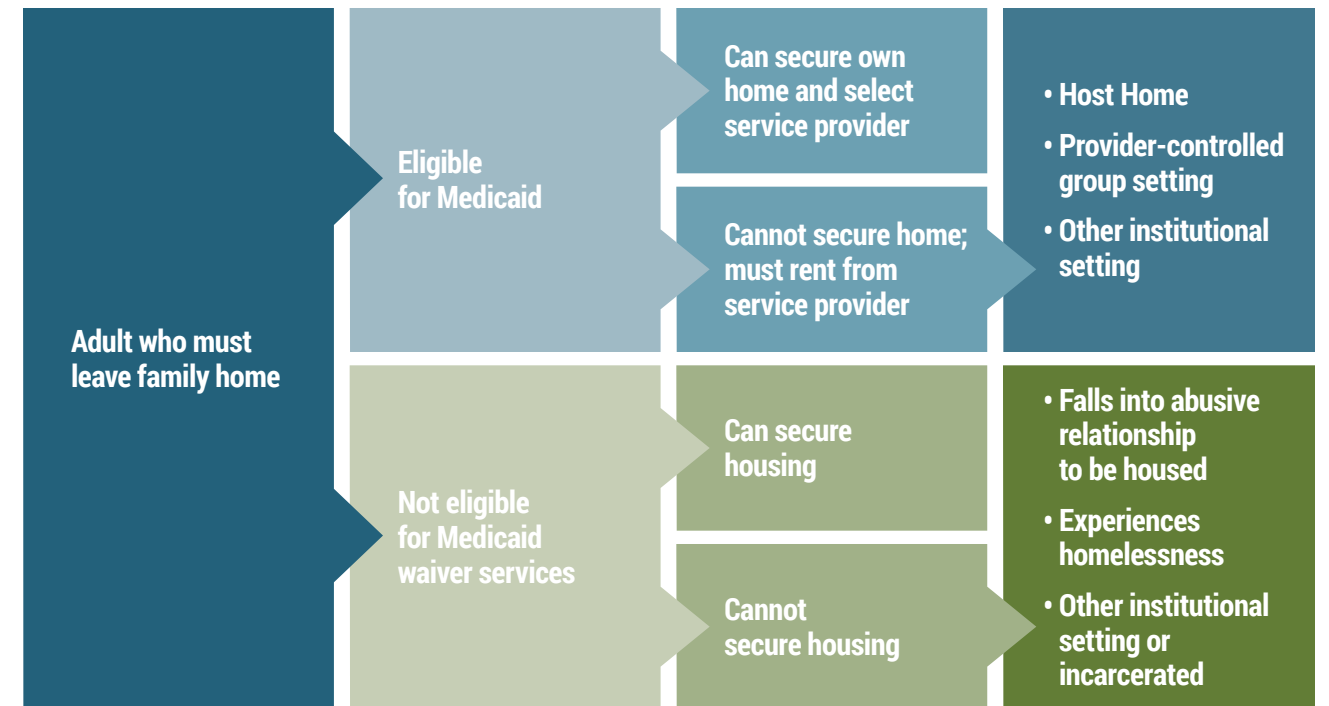 Adult who must
leave family home
Eligible
for Medicaid
Can secure own
home and select
service provider
Cannot secure home;
must rent from
service provider
• Host Home
• Provider-controlled
group setting
• Other institutional
setting
Not eligible
for Medicaid
waiver services
Can secure
housing
Cannot
secure housing
• Falls into abusive
relationship
to be housed
• Experiences
homelessness
• Other institutional
setting or
incarcerated